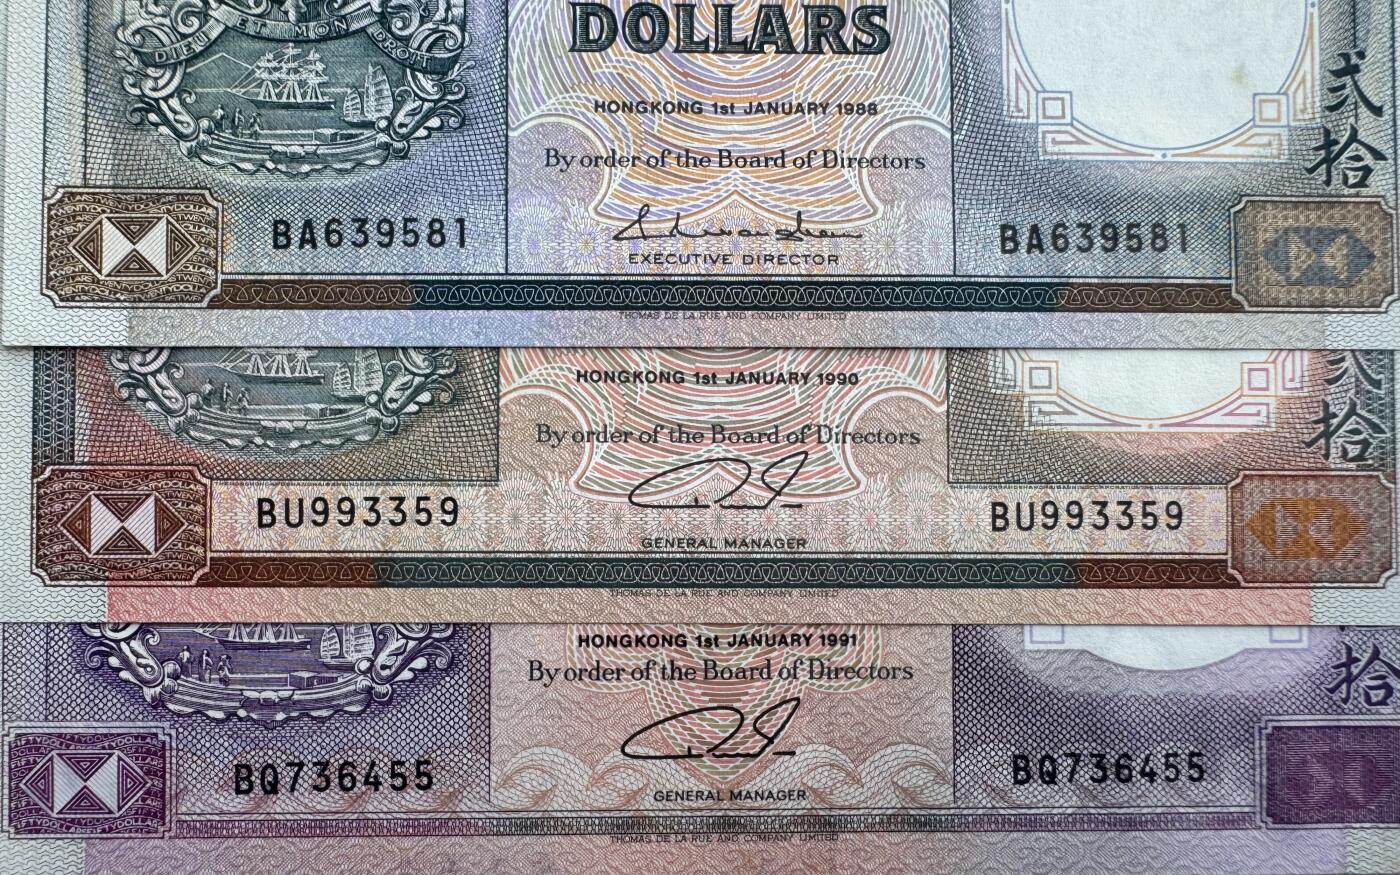 DIEU ET MON DROIT
DOLLARS
HONGKONG 1st JANUARY 1988
By order of the Board of Directors
EXECUTIVE DIRECTOR
BA639581
BA639581
貳拾
THOMAS DE LA RUE AND COMPANY LIMITED
HONGKONG 1st JANUARY 1990
By order of the Board of Directors
GENERAL MANAGER
BU993359
BU993359
拾
THOMAS DE LA RUE AND COMPANY LIMITED
HONGKONG 1st JANUARY 1991
By order of the Board of Directors
GENERAL MANAGER
BQ736455
BQ736455
拾
FIFTYDOLLARS
THOMAS DE LA RUE AND COMPANY LIMITED